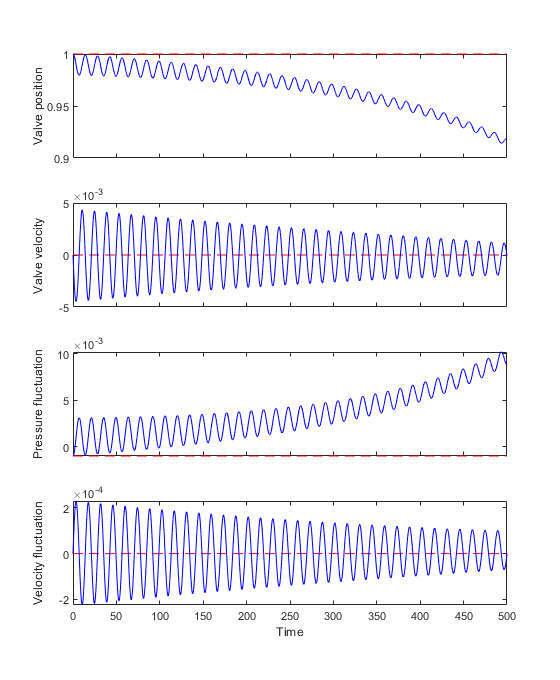 1
0.95
0.9
Valve position
×10-3
5
0
-5
Valve velocity
×10-3
10
5
0
Pressure fluctuation
×10-4
2
0
-2
Velocity fluctuation
0 50 100 150 200 250 300 350 400 450 500
Time